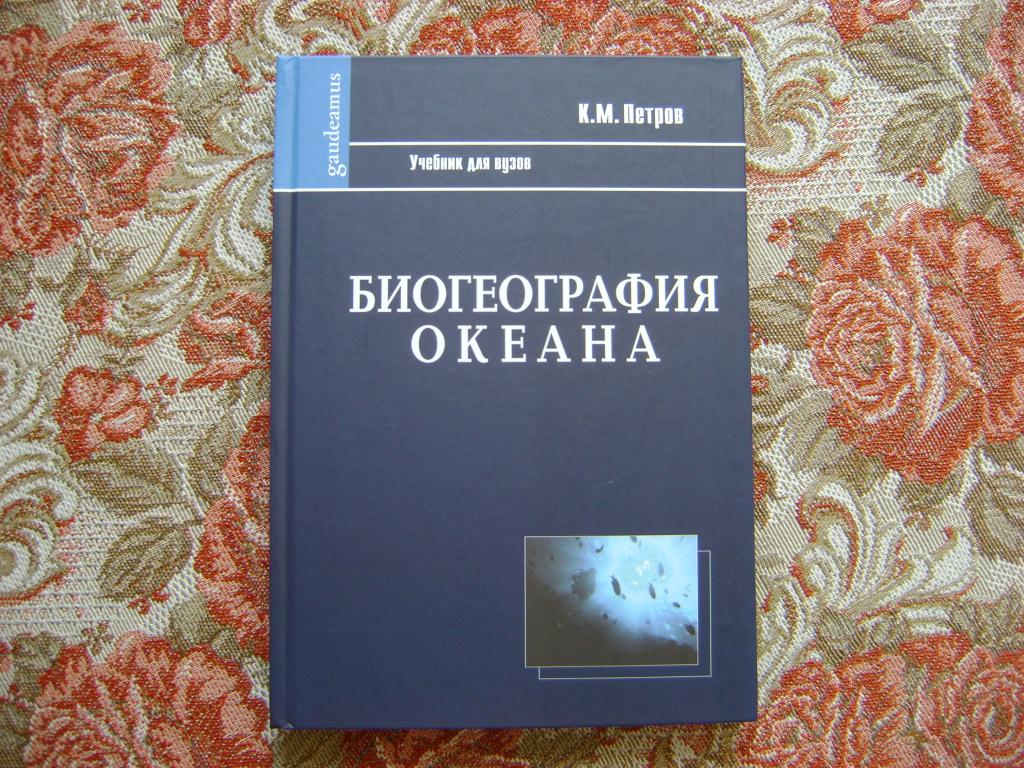 gaudeamus
К.М. Петров
Учебник для вузов
БИОГЕОГРАФИЯ
ОКЕАНА